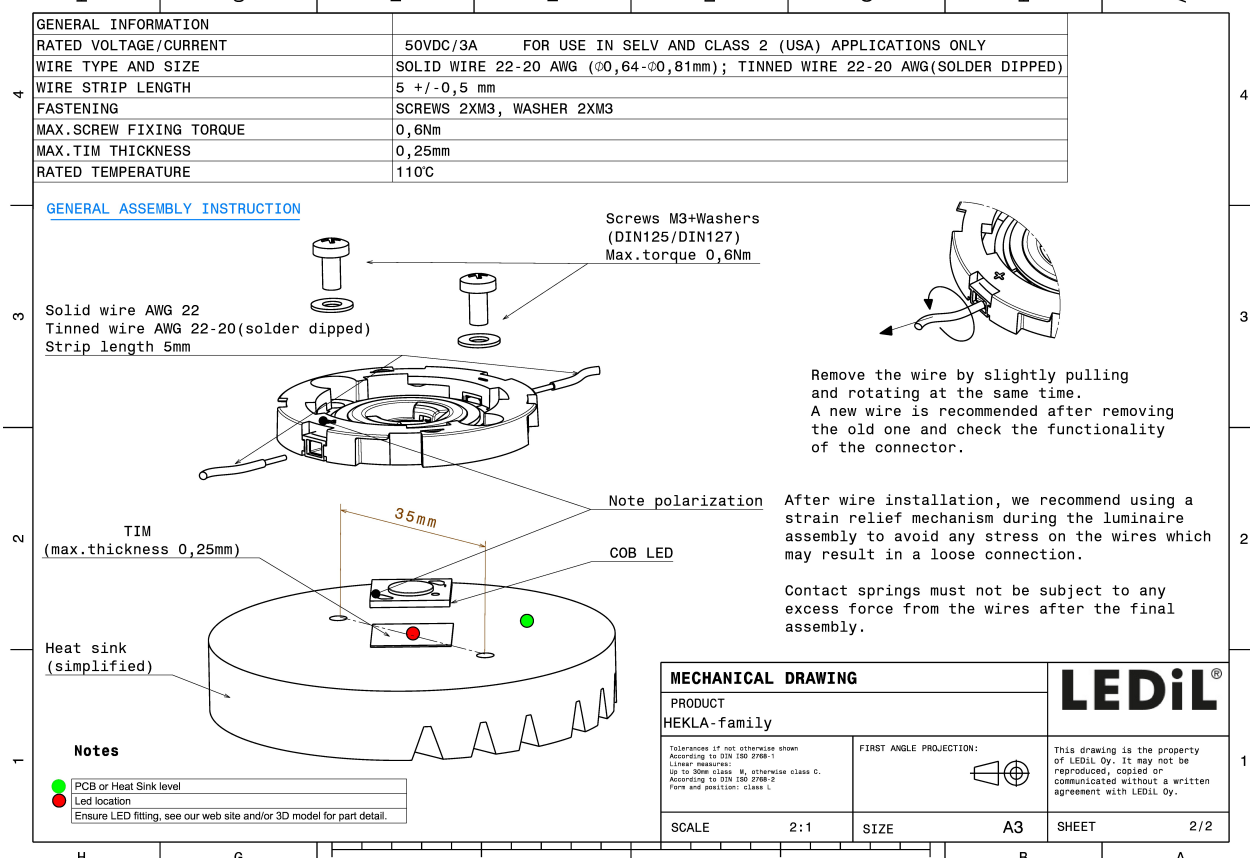 GENERAL INFORMATION
RATED VOLTAGE/CURRENT 50VDC/3A FOR USE IN SELV AND CLASS 2 (USA) APPLICATIONS ONLY
WIRE TYPE AND SIZE SOLID WIRE 22-20 AWG (∅0,64-∅0,81mm); TINNED WIRE 22-20 AWG(SOLDER DIPPED)
WIRE STRIP LENGTH 5 +/-0,5 mm
FASTENING SCREWS 2XM3, WASHER 2XM3
MAX.SCREW FIXING TORQUE 0,6Nm
MAX.TIM THICKNESS 0,25mm
RATED TEMPERATURE 110℃
4
4
GENERAL ASSEMBLY INSTRUCTION
Screws M3+Washers
(DIN125/DIN127)
Max.torque 0,6Nm
Solid wire AWG 22
Tinned wire AWG 22-20(solder dipped)
Strip length 5mm
3
3
Remove the wire by slightly pulling
and rotating at the same time.
A new wire is recommended after removing
the old one and check the functionality
of the connector.
Note polarization
After wire installation, we recommend using a
strain relief mechanism during the luminaire
assembly to avoid any stress on the wires which
may result in a loose connection.
35mm
TIM
(max.thickness 0,25mm)
COB LED
2
2
Contact springs must not be subject to any
excess force from the wires after the final
assembly.
Heat sink
(simplified)
MECHANICAL DRAWING
PRODUCT
HEKLA-family
LEDiL®
Tolerances if not otherwise shown
According to DIN ISO 2768-1
Linear measures:
Up to 30mm class M, otherwise class C.
According to DIN ISO 2768-2
Form and position: class L
FIRST ANGLE PROJECTION:
This drawing is the property
of LEDiL Oy. It may not be
reproduced, copied or
communicated without a written
agreement with LEDiL Oy.
1
1
Notes
PCB or Heat Sink level
Led location
Ensure LED fitting, see our web site and/or 3D model for part detail.
SCALE 2:1
SIZE A3
SHEET 2/2
H G B A